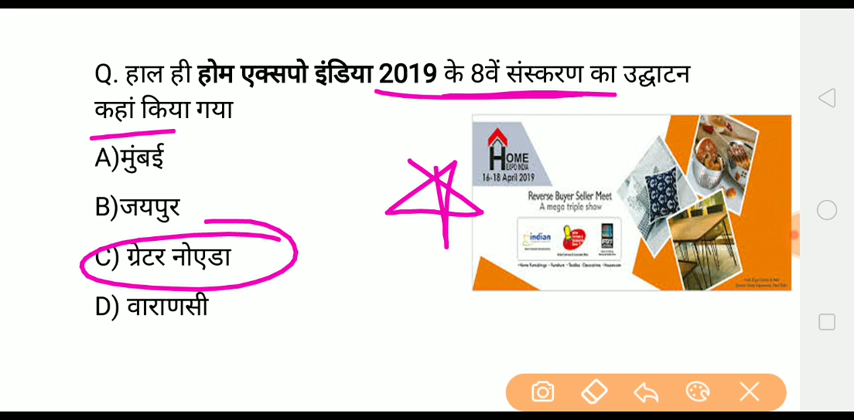 Q. हाल ही होम एक्सपो इंडिया 2019 के 8वें संस्करण का उद्घाटन
कहां किया गया
A)मुंबई
B)जयपुर
C) ग्रेटर नोएडा
D) वाराणसी
HOME
EXPO INDIA
16-18 April 2019
Reverse Buyer Seller Meet
A mega triple show
indian